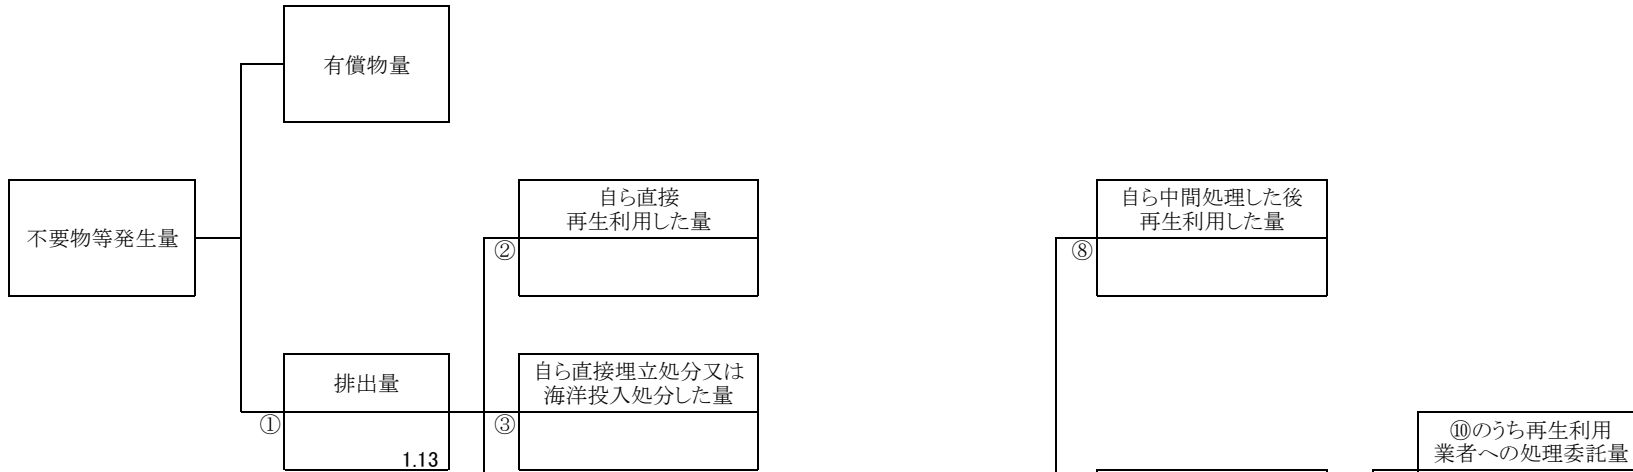 有償物量
不要物等発生量
自ら直接
再生利用した量
②
自ら中間処理した後
再生利用した量
⑧
排出量
①
1.13
自ら直接埋立処分又は
海洋投入処分した量
③
⑩のうち再生利用
業者への処理委託量